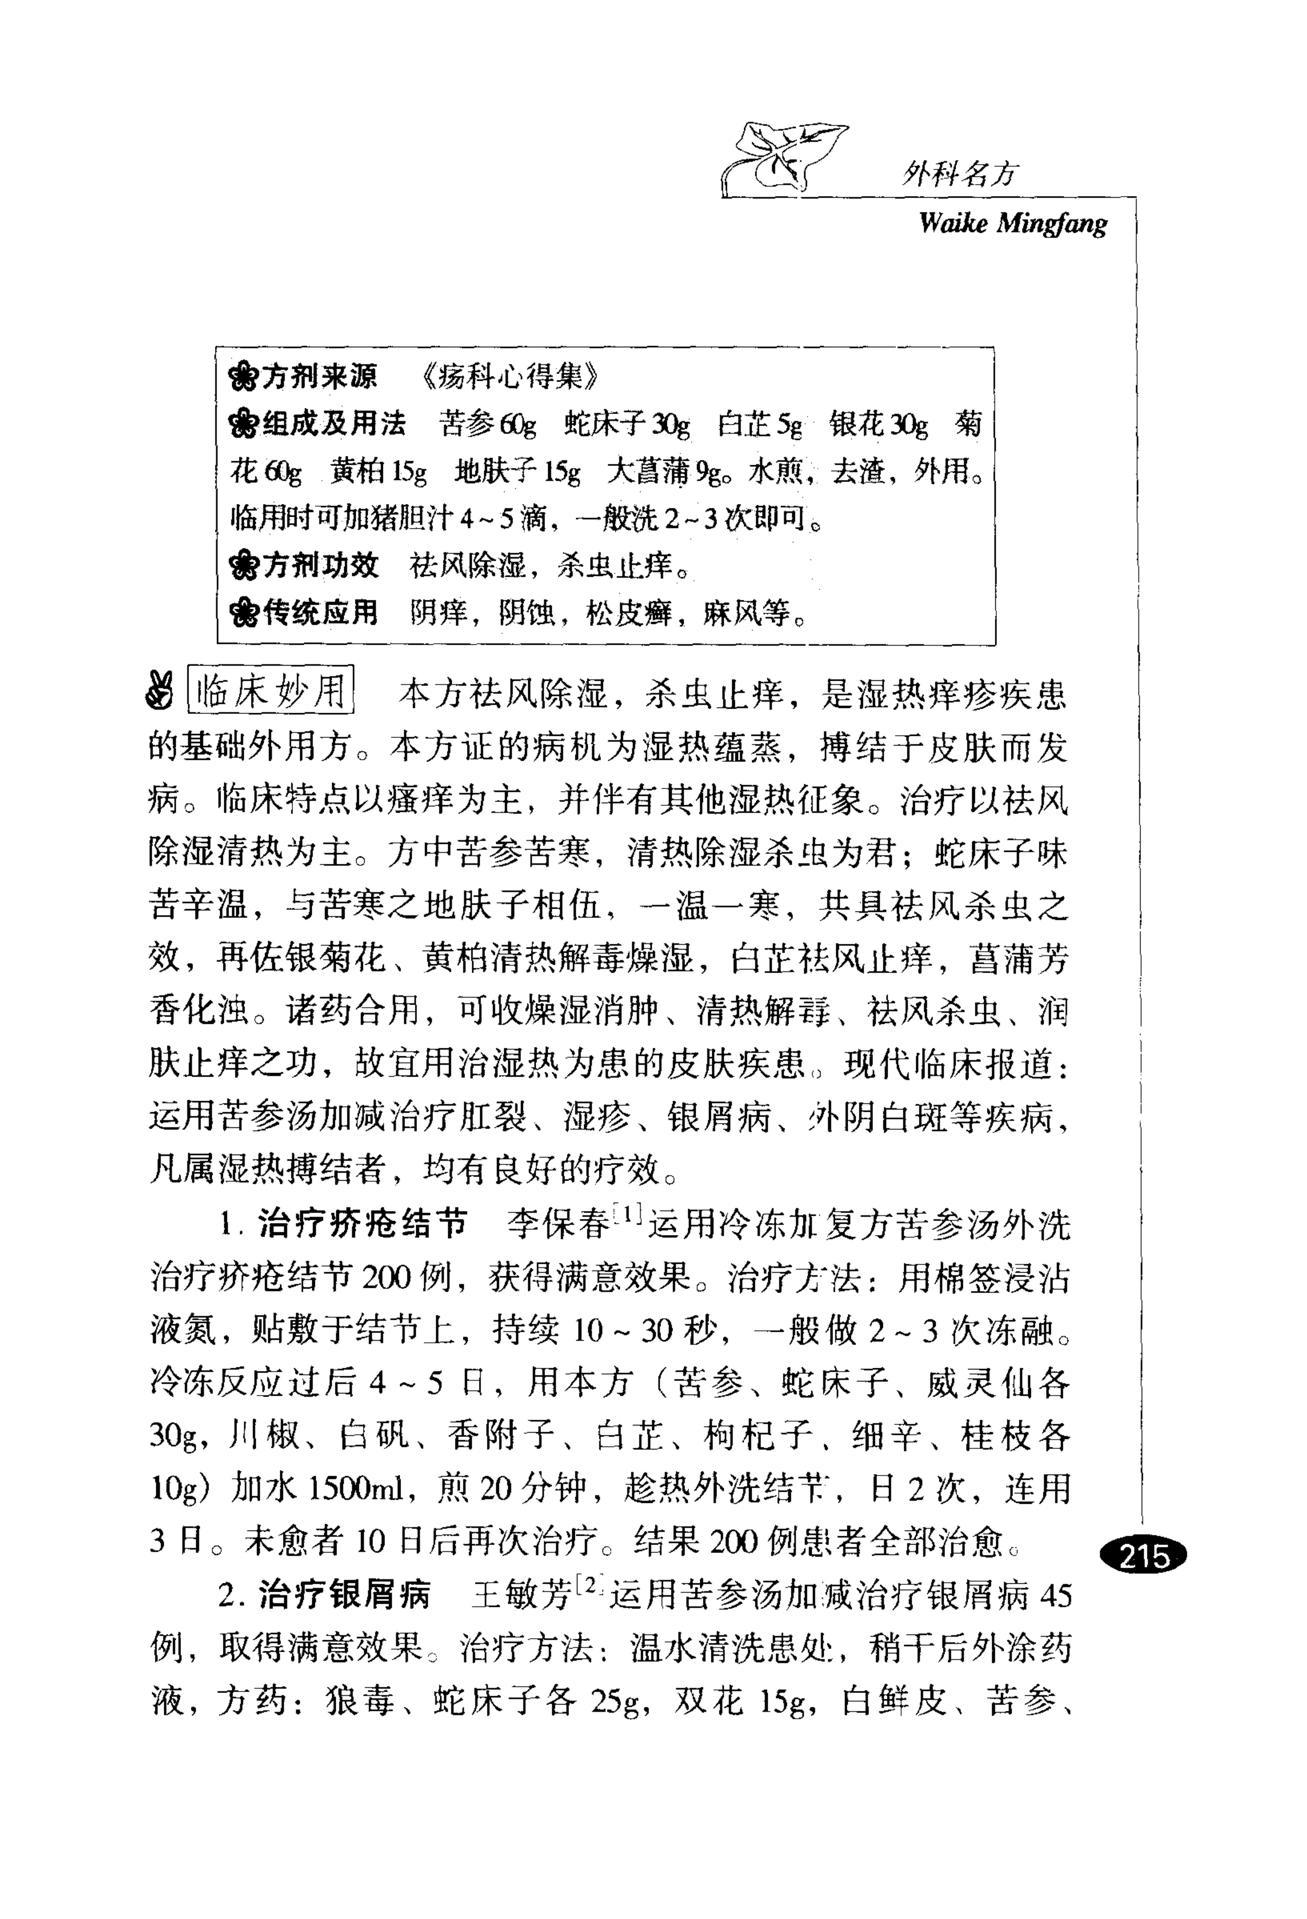 外科名方
Waike Mingfang
方剂来源 《疡科心得集》
组成及用法 苦参60g 蛇床子30g 白芷5g 银花30g 菊
花60g 黄柏15g 地肤子15g 大菖蒲9g。水煎，去渣，外用。
临用时可加猪胆汁4～5滴，一般洗2～3次即可。
方剂功效 祛风除湿，杀虫止痒。
传统应用 阴痒，阴蚀，松皮癣，麻风等。
临床妙用 本方祛风除湿，杀虫止痒，是湿热痒疹疾患
的基础外用方。本方证的病机为湿热蕴蒸，搏结于皮肤而发
病。临床特点以瘙痒为主，并伴有其他湿热征象。治疗以祛风
除湿清热为主。方中苦参苦寒，清热除湿杀虫为君；蛇床子味
苦辛温，与苦寒之地肤子相伍，一温一寒，共具祛风杀虫之
效，再佐银菊花、黄柏清热解毒燥湿，白芷祛风止痒，菖蒲芳
香化浊。诸药合用，可收燥湿消肿、清热解毒、祛风杀虫、润
肤止痒之功，故宜用治湿热为患的皮肤疾患。现代临床报道：
运用苦参汤加减治疗肛裂、湿疹、银屑病、外阴白斑等疾病，
凡属湿热搏结者，均有良好的疗效。
1. 治疗疥疮结节 李保春[1]运用冷冻加复方苦参汤外洗
治疗疥疮结节200例，获得满意效果。治疗方法：用棉签浸沾
液氮，贴敷于结节上，持续10～30秒，一般做2～3次冻融。
冷冻反应过后4～5日，用本方（苦参、蛇床子、威灵仙各
30g，川椒、白矾、香附子、白芷、枸杞子、细辛、桂枝各
10g）加水1500ml，煎20分钟，趁热外洗结节，日2次，连用
3日。未愈者10日后再次治疗。结果200例患者全部治愈。
215
2. 治疗银屑病 王敏芳[2]运用苦参汤加减治疗银屑病45
例，取得满意效果。治疗方法：温水清洗患处，稍干后外涂药
液，方药：狼毒、蛇床子各25g，双花15g，白鲜皮、苦参、